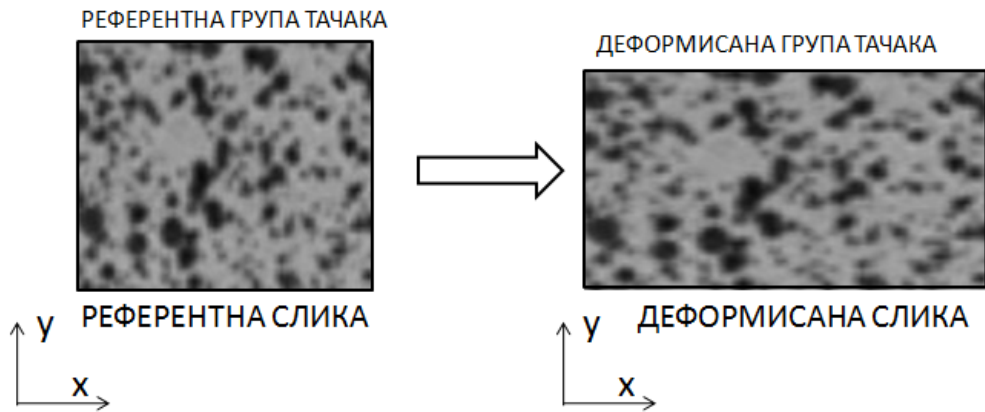 РЕФЕРЕНТНА ГРУПА ТАЧАКА
ДЕФОРМИСАНА ГРУПА ТАЧАКА
РЕФЕРЕНТНА СЛИКА
ДЕФОРМИСАНА СЛИКА
y
x
y
x